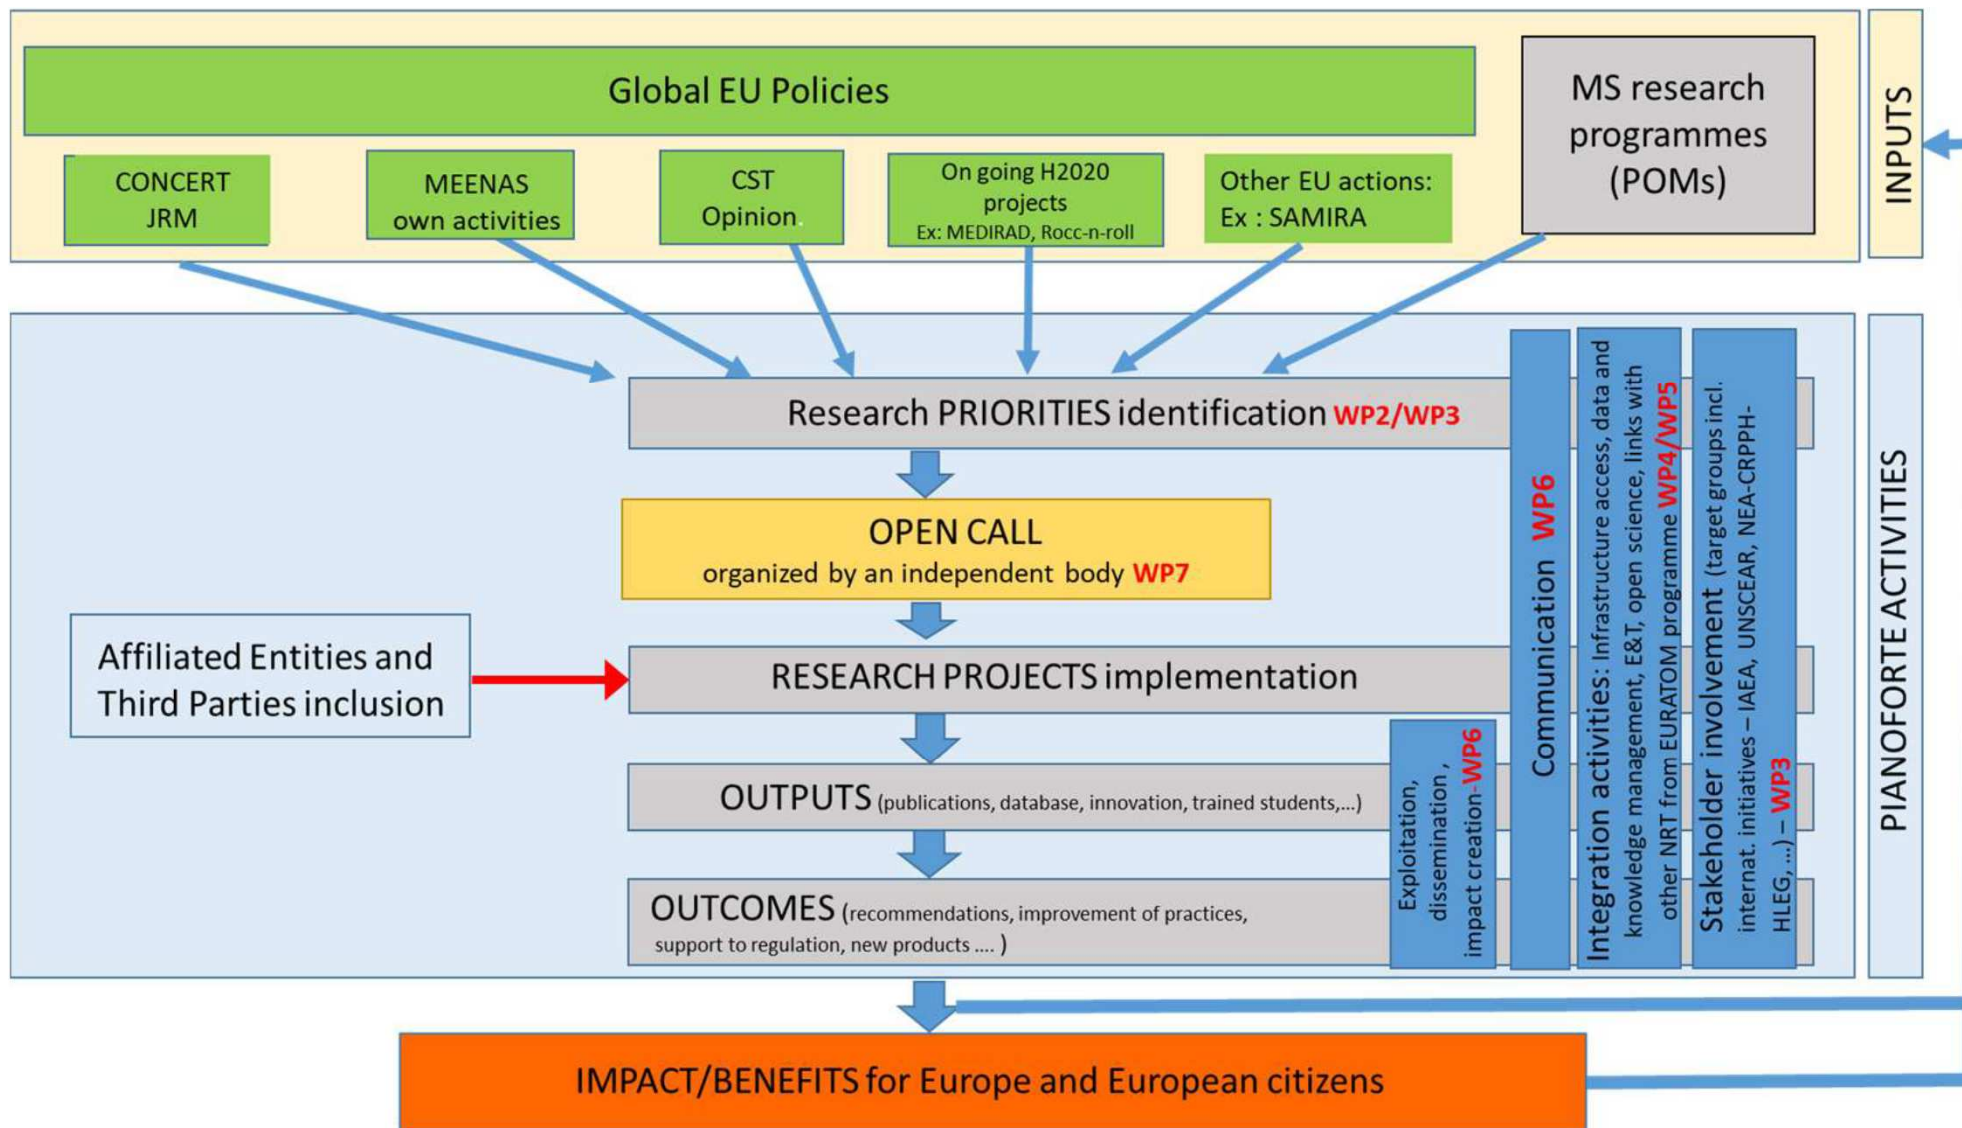 Global EU Policies
MS research
programmes
(POMs)
INPUTS
CONCERT
JRM
MEENAS
own activities
CST
Opinion.
On going H2020
projects
Ex: MEDIRAD, Rocc-n-roll
Other EU actions:
Ex : SAMIRA
Research PRIORITIES identification WP2/WP3
OPEN CALL
organized by an independent body WP7
Affiliated Entities and
Third Parties inclusion
RESEARCH PROJECTS implementation
OUTPUTS (publications, database, innovation, trained students,...)
OUTCOMES (recommendations, improvement of practices,
support to regulation, new products .... )
Exploitation,
dissemination ,
impact creation-WP6
Communication WP6
Integration activities: Infrastructure access, data and
knowledge management, E&T, open science, links with
other NRT from EURATOM programme WP4/WP5
Stakeholder involvement (target groups incl.
internat. initiatives – IAEA, UNSCEAR, NEA-CRPPH-
HLEG, ...) – WP3
PIANOFORTE ACTIVITIES
IMPACT/BENEFITS for Europe and European citizens